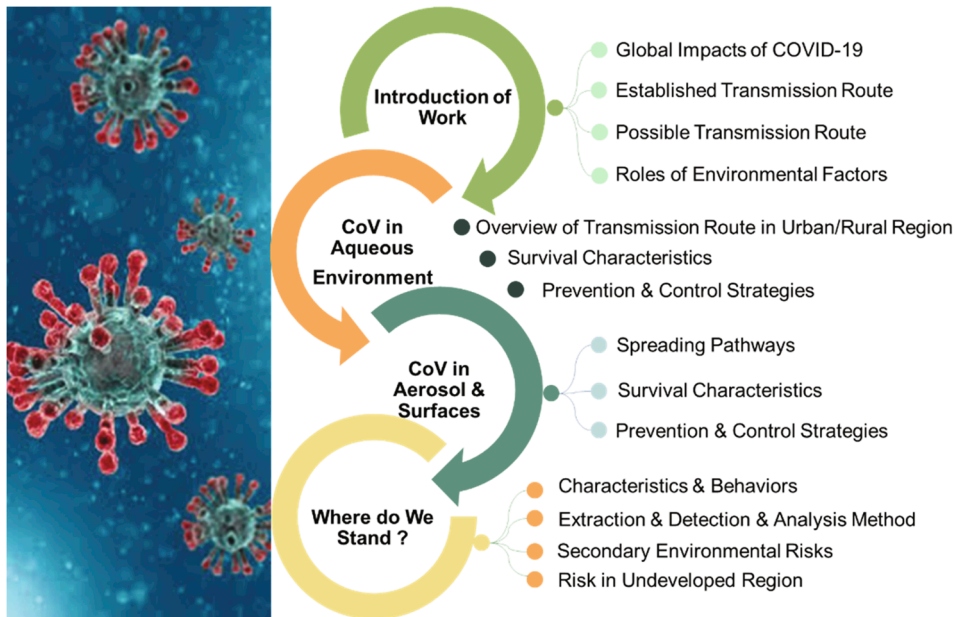 Introduction of
Work
Global Impacts of COVID-19
Established Transmission Route
Possible Transmission Route
Roles of Environmental Factors
CoV in
Aqueous
Environment
Overview of Transmission Route in Urban/Rural Region
Survival Characteristics
Prevention & Control Strategies
CoV in
Aerosol &
Surfaces
Spreading Pathways
Survival Characteristics
Prevention & Control Strategies
Where do We
Stand ?
Characteristics & Behaviors
Extraction & Detection & Analysis Method
Secondary Environmental Risks
Risk in Undeveloped Region